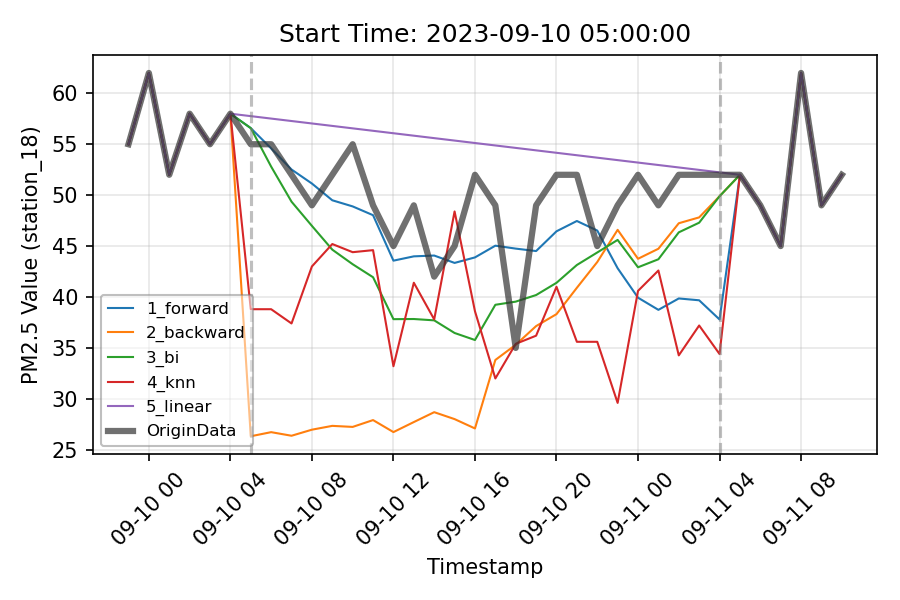 Start Time: 2023-09-10 05:00:00
PM2.5 Value (station_18)
60
55
50
45
40
35
30
25
1_forward
2_backward
3_bi
4_knn
5_linear
OriginData
09-10 00
09-10 04
09-10 08
09-10 12
09-10 16
09-10 20
09-11 00
09-11 04
09-11 08
Timestamp